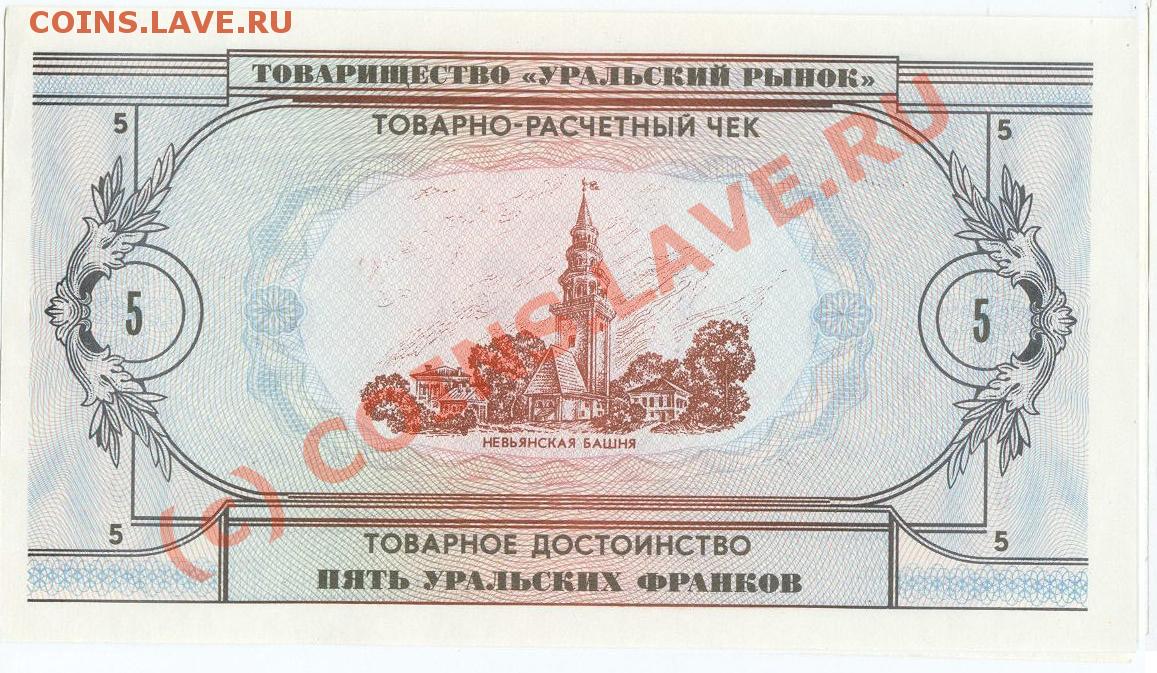 COINS.LAVE.RU
ТОВАРИЩЕСТВО «УРАЛЬСКИЙ РЫНОК»
ТОВАРНО-РАСЧЕТНЫЙ ЧЕК
5
5
5
5
НЕВЬЯНСКАЯ БАШНЯ
(c) COINS.LAVE.RU
5
5
ТОВАРНОЕ ДОСТОИНСТВО
ПЯТЬ УРАЛЬСКИХ ФРАНКОВ